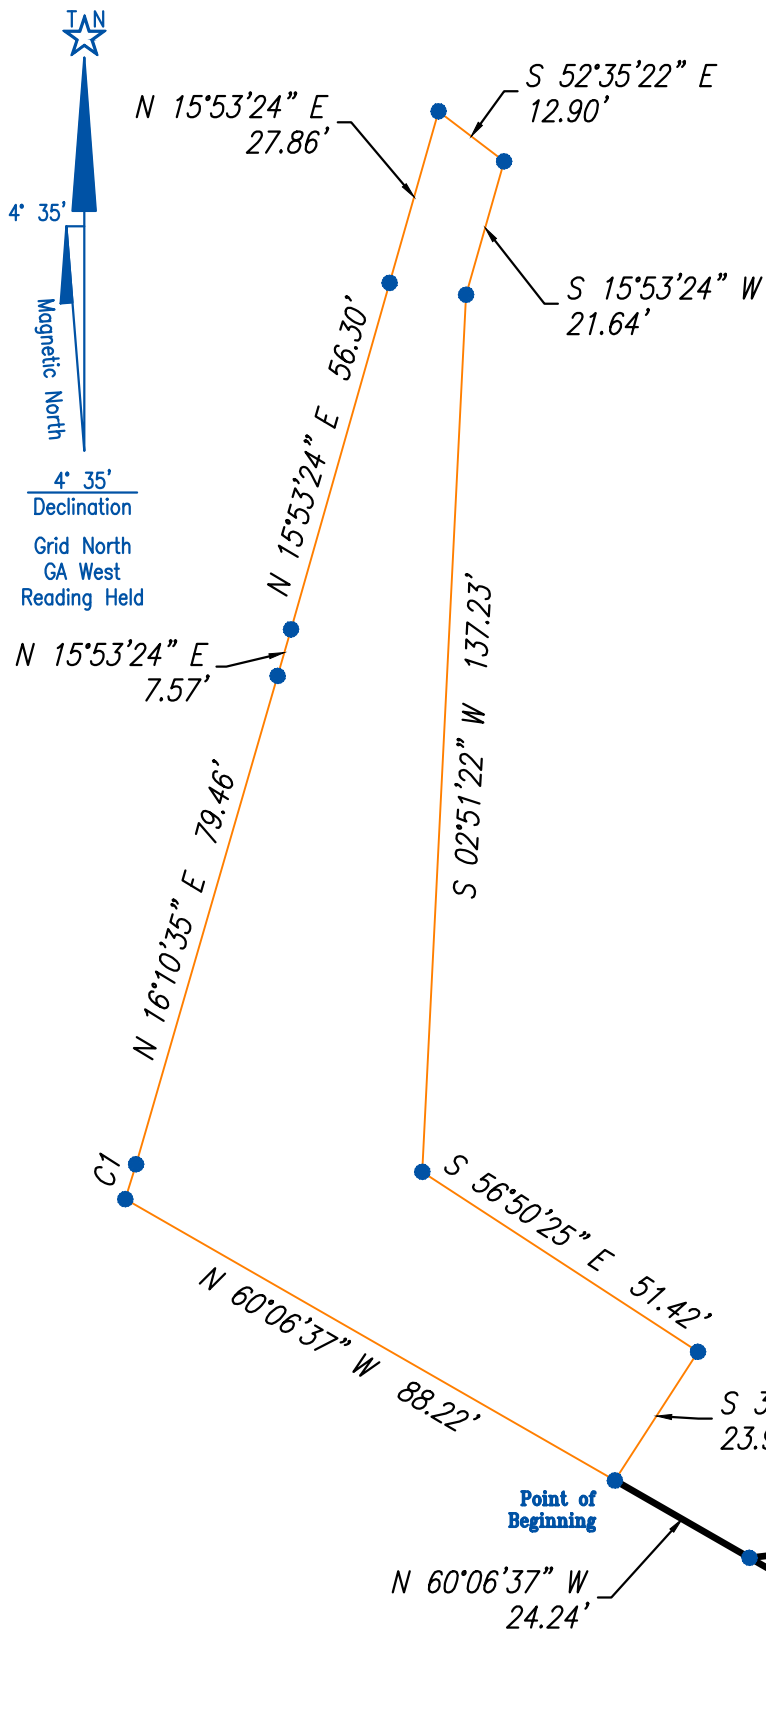 T N
S 52°35'22" E
12.90'
N 15°53'24" E
27.86'
4° 35'
S 15°53'24" W
21.64'
Magnetic North
N 15°53'24" E 56.30'
4° 35'
Declination
Grid North
GA West
Reading Held
S 02°51'22" W 137.23'
N 15°53'24" E
7.57'
N 16°10'35" E 79.46'
C1
S 56°50'25" E 51.42'
N 60°06'37" W 88.22'
S 3
23.9
Point of
Beginning
N 60°06'37" W
24.24'